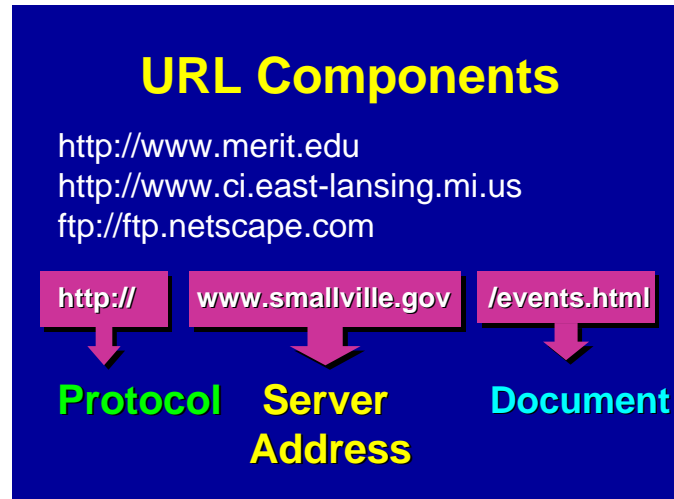 URL Components
http://www.merit.edu
http://www.ci.east-lansing.mi.us
ftp://ftp.netscape.com
http:// www.smallville.gov /events.html
Protocol Server Address Document